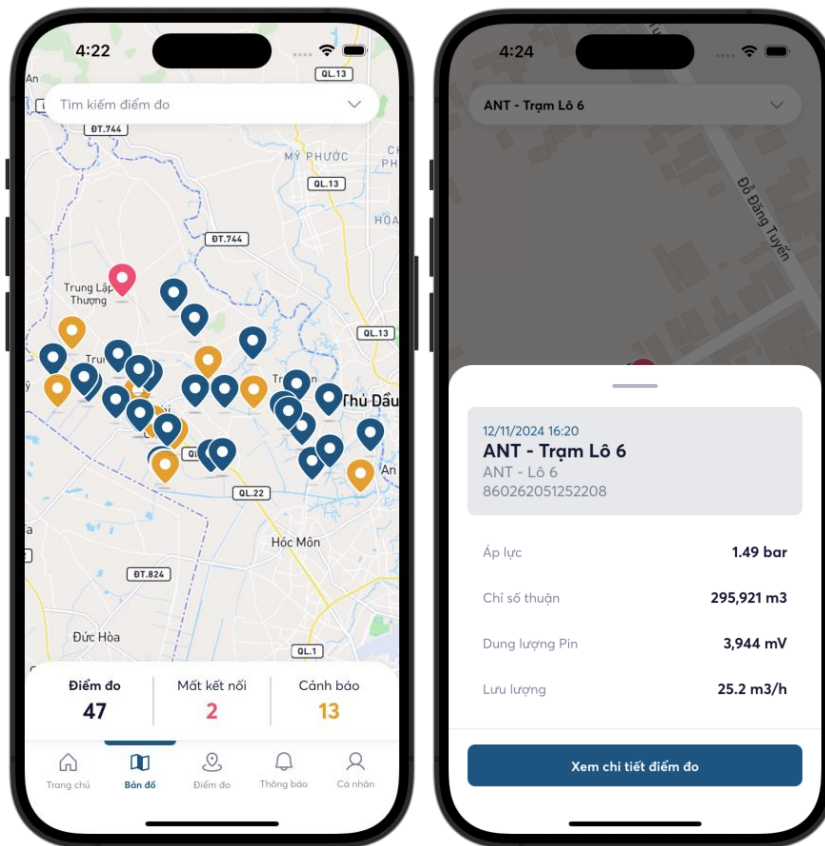 4:22
QL.13
Tìm kiếm điểm đo
ĐT.744
MỸ PHƯỚC
QL.13
ĐT.744
Trung Lập
Thượng
QL.13
Thủ Dầu
An
QL.22
Hóc Môn
ĐT.824
Đức Hòa
QL.1
Điểm đo
47
Mất kết nối
2
Cảnh báo
13
Trang chủ
Bản đồ
Điểm đo
Thông báo
Cá nhân
4:24
ANT - Trạm Lô 6
Đỗ Đăng Tuyển
12/11/2024 16:20
ANT - Trạm Lô 6
ANT - Lô 6
860262051252208
Áp lực
1.49 bar
Chỉ số thuận
295,921 m3
Dung lượng Pin
3,944 mV
Lưu lượng
25.2 m3/h
Xem chi tiết điểm đo